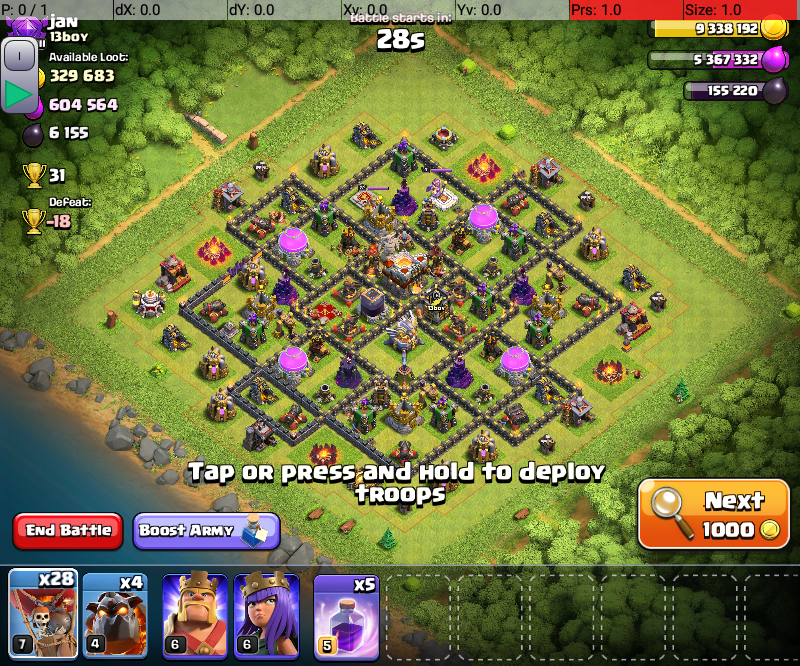 P: 0 / 1 dX: 0.0 dY: 0.0 Xy: 0.0 Yv: 0.0 Prs: 1.0 Size: 1.0
jan
13boy
Battle starts in:
28s
9 338 192
5 367 332
155 220
Available Loot:
329 683
604 564
6 155
31
Defeat:
-18
13boy
Tap or press and hold to deploy
troops
End Battle
Boost Army
Next
1000
x28
x4
x5
7
4
6
6
5